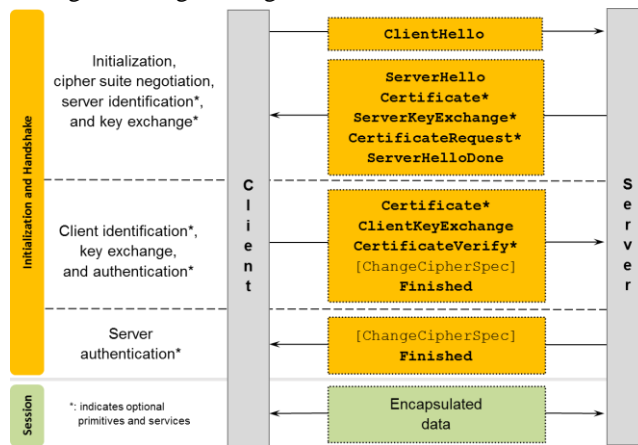 ClientHello
Initialization,
cipher suite negotiation,
server identification*,
and key exchange*
ServerHello
Certificate*
ServerKeyExchange*
CertificateRequest*
ServerHelloDone
Initialization and Handshake
Client
Server
Client identification*,
key exchange,
and authentication*
Certificate*
ClientKeyExchange
CertificateVerify*
[ChangeCipherSpec]
Finished
Server
authentication*
[ChangeCipherSpec]
Finished
Session
*: indicates optional
primitives and services
Encapsulated
data